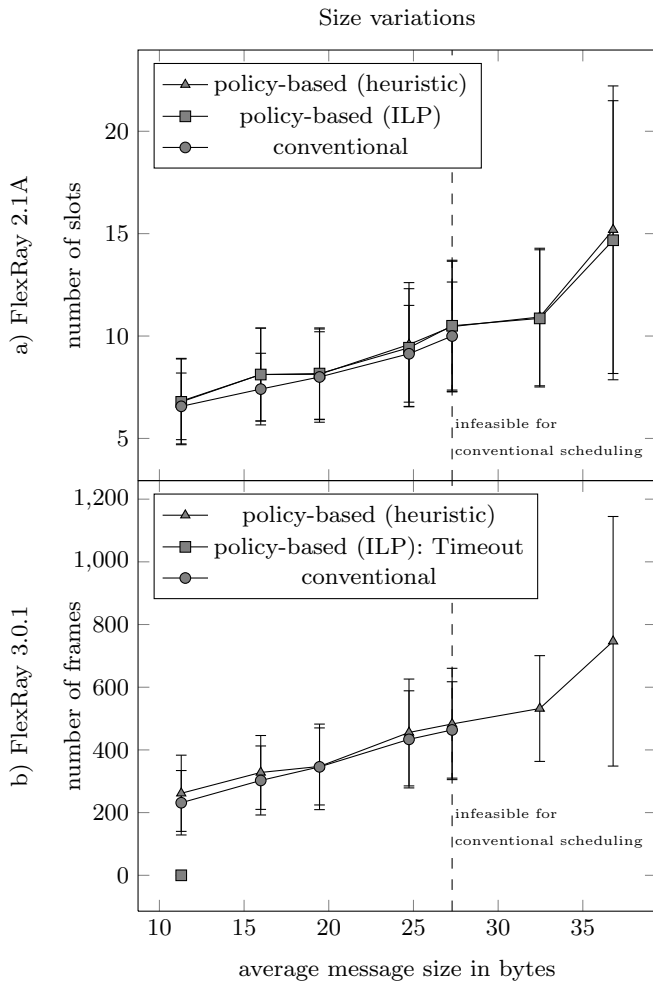 Size variations
a) FlexRay 2.1A
number of slots
20
15
10
5
policy-based (heuristic)
policy-based (ILP)
conventional
infeasible for
conventional scheduling
b) FlexRay 3.0.1
number of frames
1,200
1,000
800
600
400
200
0
policy-based (heuristic)
policy-based (ILP): Timeout
conventional
infeasible for
conventional scheduling
10 15 20 25 30 35
average message size in bytes